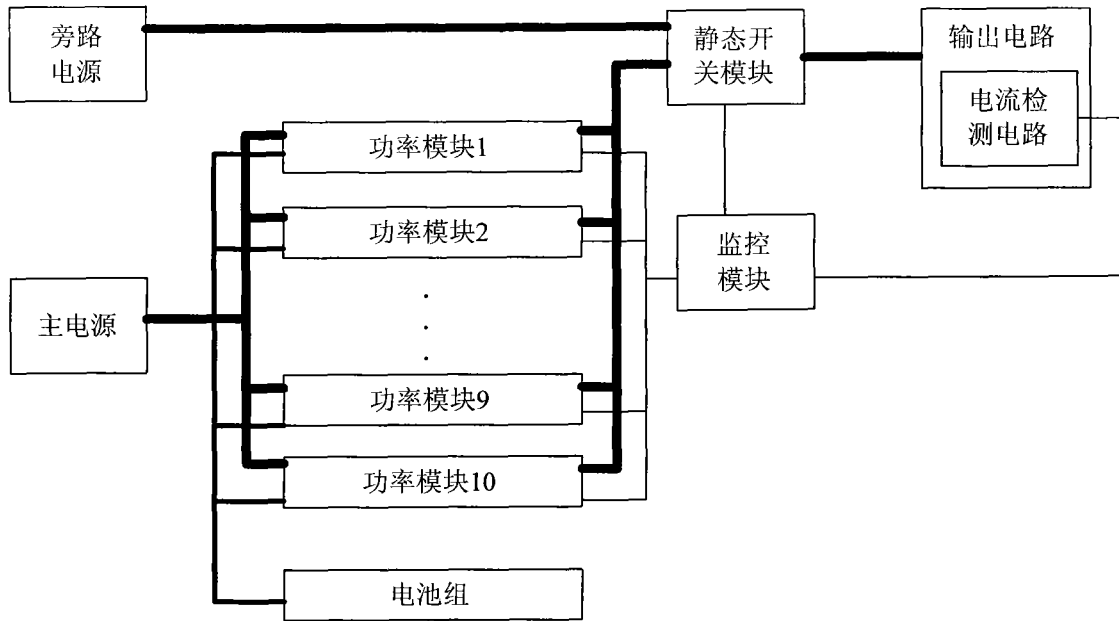 旁路
电源
静态开
关模块
输出电路
电流检
测电路
功率模块1
功率模块2
监控
模块
主电源
功率模块9
功率模块10
电池组